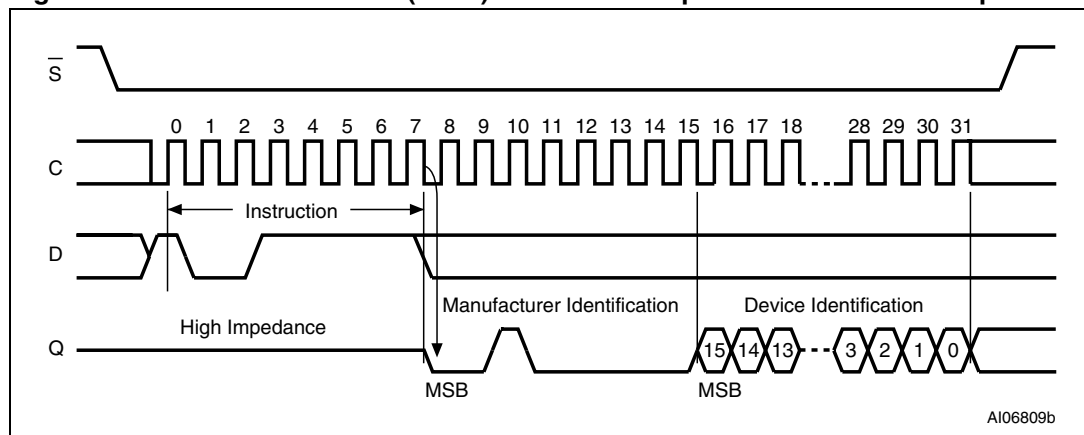 S
0 1 2 3 4 5 6 7 8 9 10 11 12 13 14 15 16 17 18 28 29 30 31
C
Instruction
D
Manufacturer Identification Device Identification
High Impedance
Q
15 14 13 3 2 1 0
MSB MSB
AI06809b